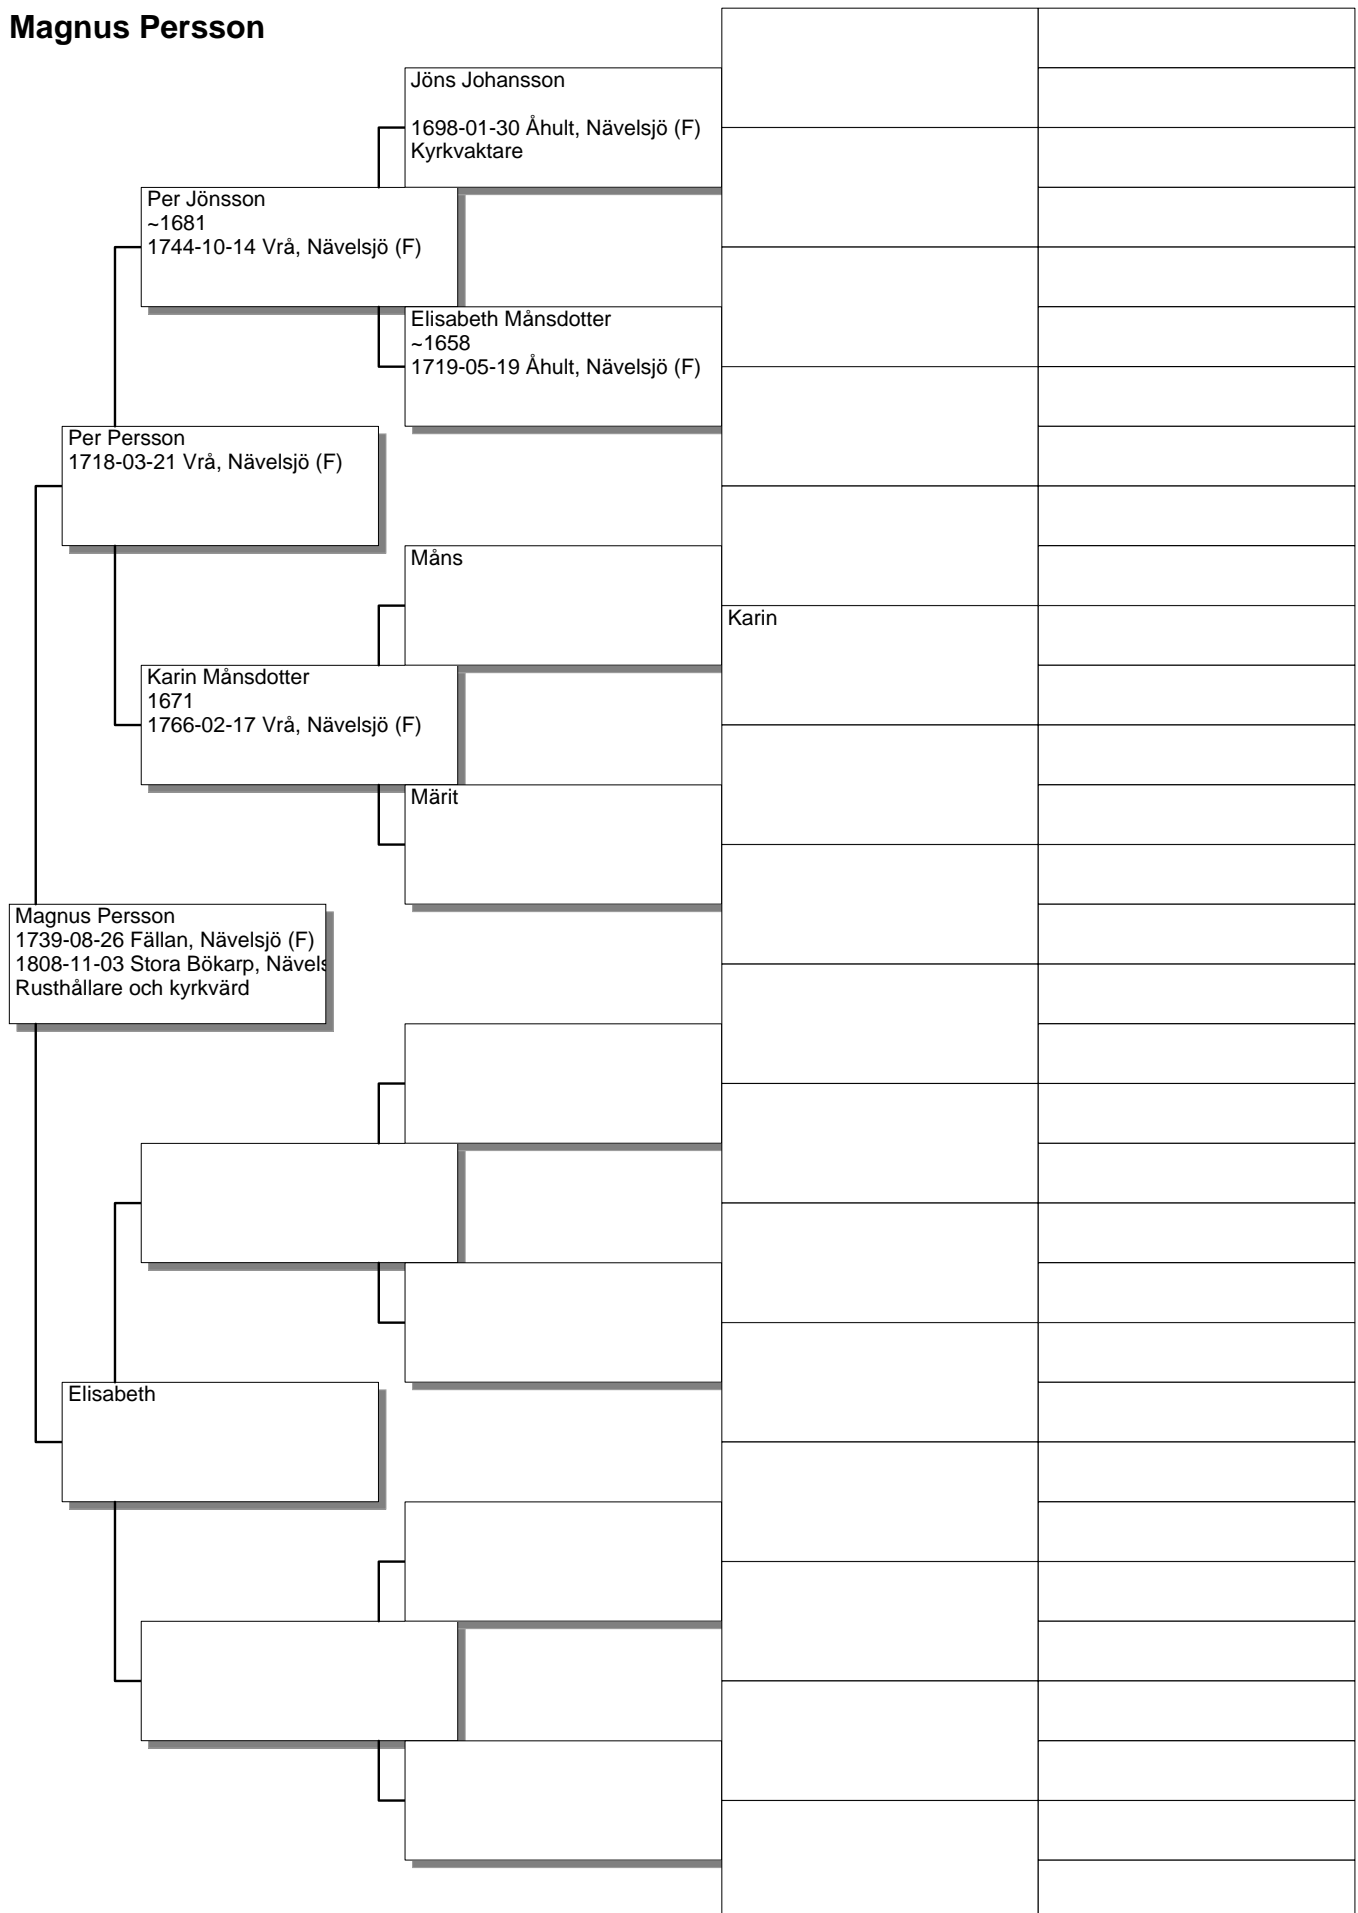 Magnus Persson
Jöns Johansson
1698-01-30 Åhult, Nävelsjö (F)
Kyrkvaktare
Per Jönsson
~1681
1744-10-14 Vrå, Nävelsjö (F)
Elisabeth Månsdotter
~1658
1719-05-19 Åhult, Nävelsjö (F)
Per Persson
1718-03-21 Vrå, Nävelsjö (F)
Måns
Karin
Karin Månsdotter
1671
1766-02-17 Vrå, Nävelsjö (F)
Märit
Magnus Persson
1739-08-26 Fällan, Nävelsjö (F)
1808-11-03 Stora Bökarp, Nävels
Rusthållare och kyrkvärd
Elisabeth